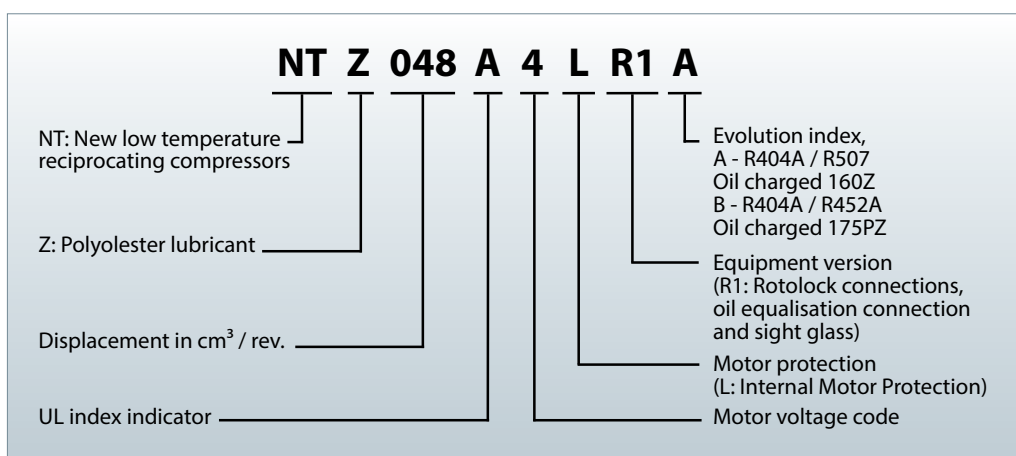 NT Z 048 A 4 L R1 A
NT: New low temperature
reciprocating compressors
Z: Polyolester lubricant
Displacement in cm³ / rev.
UL index indicator
Evolution index,
A - R404A / R507
Oil charged 160Z
B - R404A / R452A
Oil charged 175PZ
Equipment version
(R1: Rotolock connections,
oil equalisation connection
and sight glass)
Motor protection
(L: Internal Motor Protection)
Motor voltage code